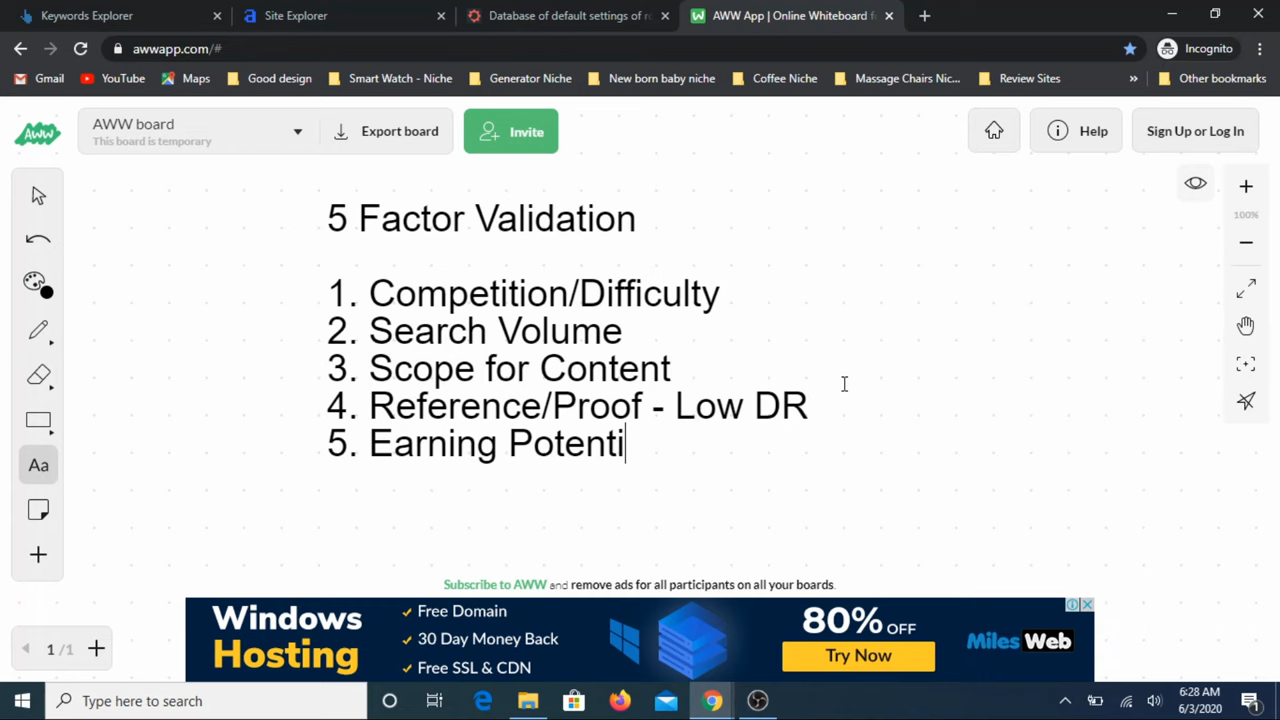 Keywords Explorer
Site Explorer
Database of default settings of ro
AWW App | Online Whiteboard f
awwapp.com/#
Incognito
Gmail
YouTube
Maps
Good design
Smart Watch - Niche
Generator Niche
New born baby niche
Coffee Niche
Massage Chairs Nic...
Review Sites
»
Other bookmarks
AWW
AWW board
This board is temporary
Export board
Invite
Help
Sign Up or Log In
100%
5 Factor Validation
1. Competition/Difficulty
2. Search Volume
3. Scope for Content
4. Reference/Proof - Low DR
5. Earning Potenti
Aa
Subscribe to AWW and remove ads for all participants on all your boards.
Windows
Hosting
✓ Free Domain
✓ 30 Day Money Back
✓ Free SSL & CDN
80% OFF
Try Now
MilesWeb
1 /1
Type here to search
6:28 AM
6/3/2020
1